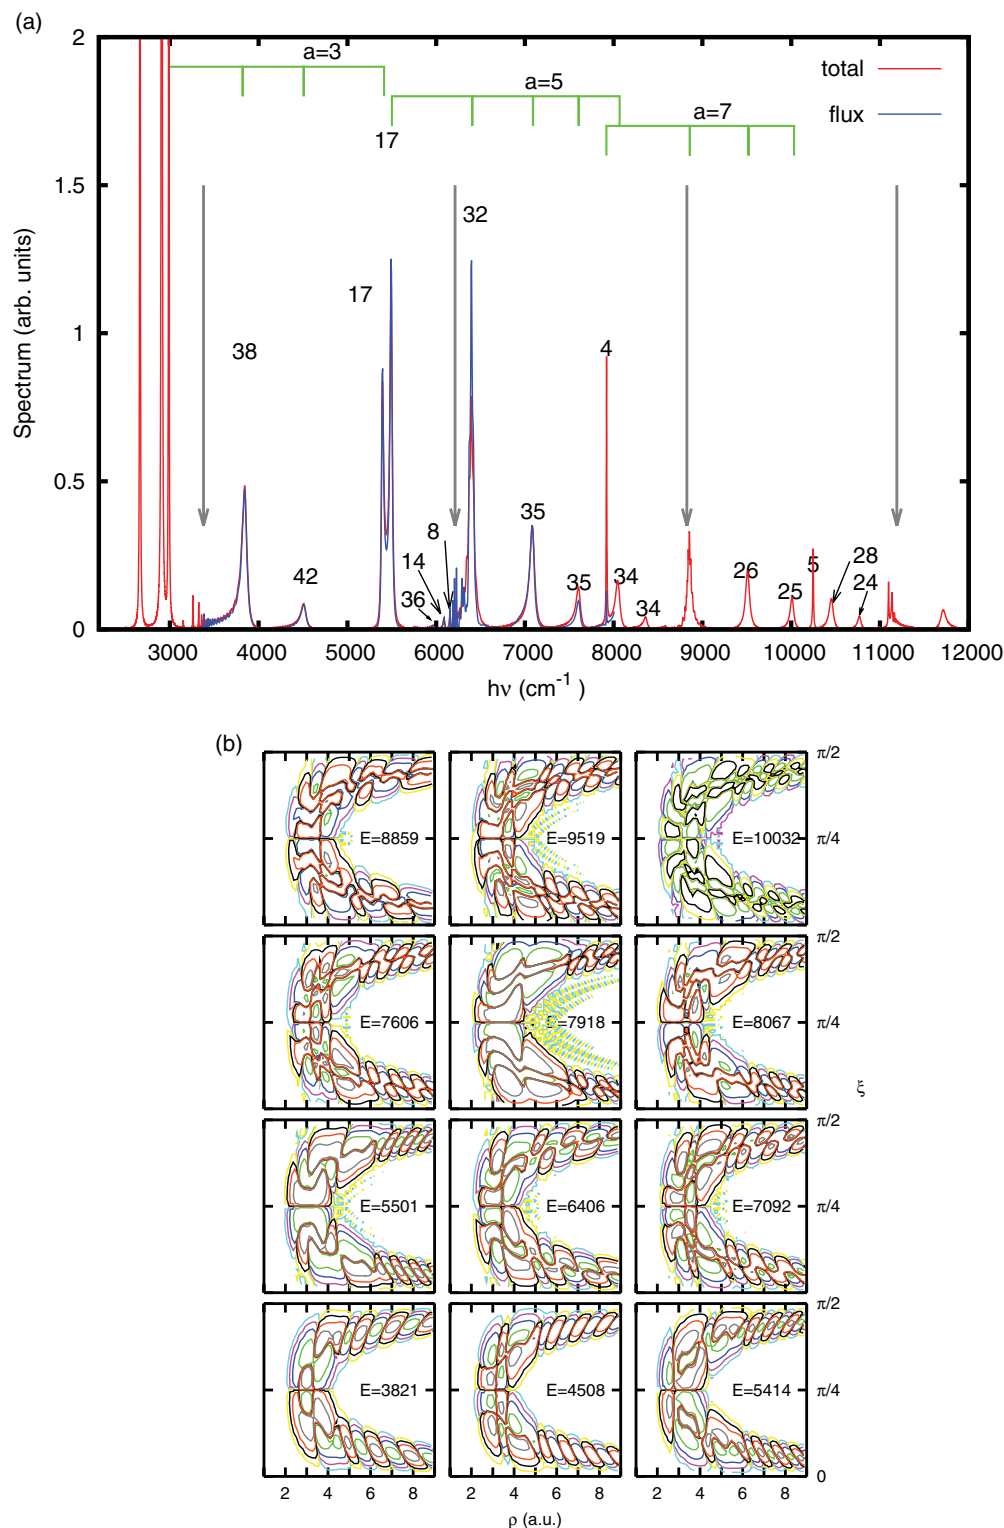 (a)
2
1.5
1
0.5
0
Spectrum (arb. units)
a=3
a=5
a=7
total
flux
17
32
17
38
4
35
8
14
36
42
35
34
34
26
25
5
28
24
3000 4000 5000 6000 7000 8000 9000 10000 11000 12000
hν (cm⁻¹)
(b)
E=8859 E=9519 E=10032
π/2
π/4
E=7606 E=7918 E=8067
π/2
π/4
ξ
E=5501 E=6406 E=7092
π/2
π/4
E=3821 E=4508 E=5414
π/2
π/4
0
2 4 6 8 2 4 6 8 2 4 6 8
ρ (a.u.)